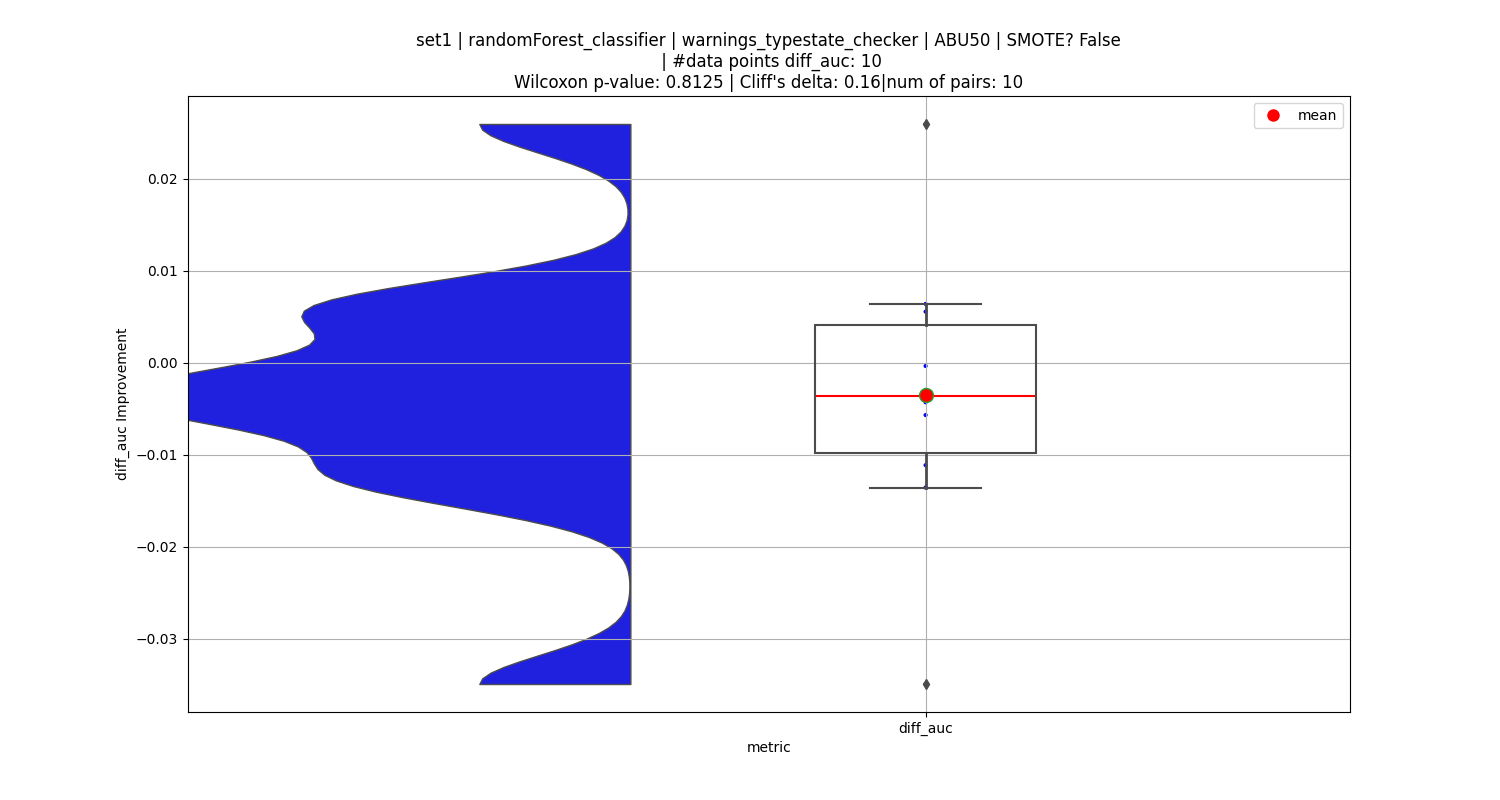 set1 | randomForest_classifier | warnings_typestate_checker | ABU50 | SMOTE? False
| #data points diff_auc: 10
Wilcoxon p-value: 0.8125 | Cliff's delta: 0.16|num of pairs: 10
mean
0.02
0.01
0.00
−0.01
−0.02
−0.03
diff_auc Improvement
diff_auc
metric